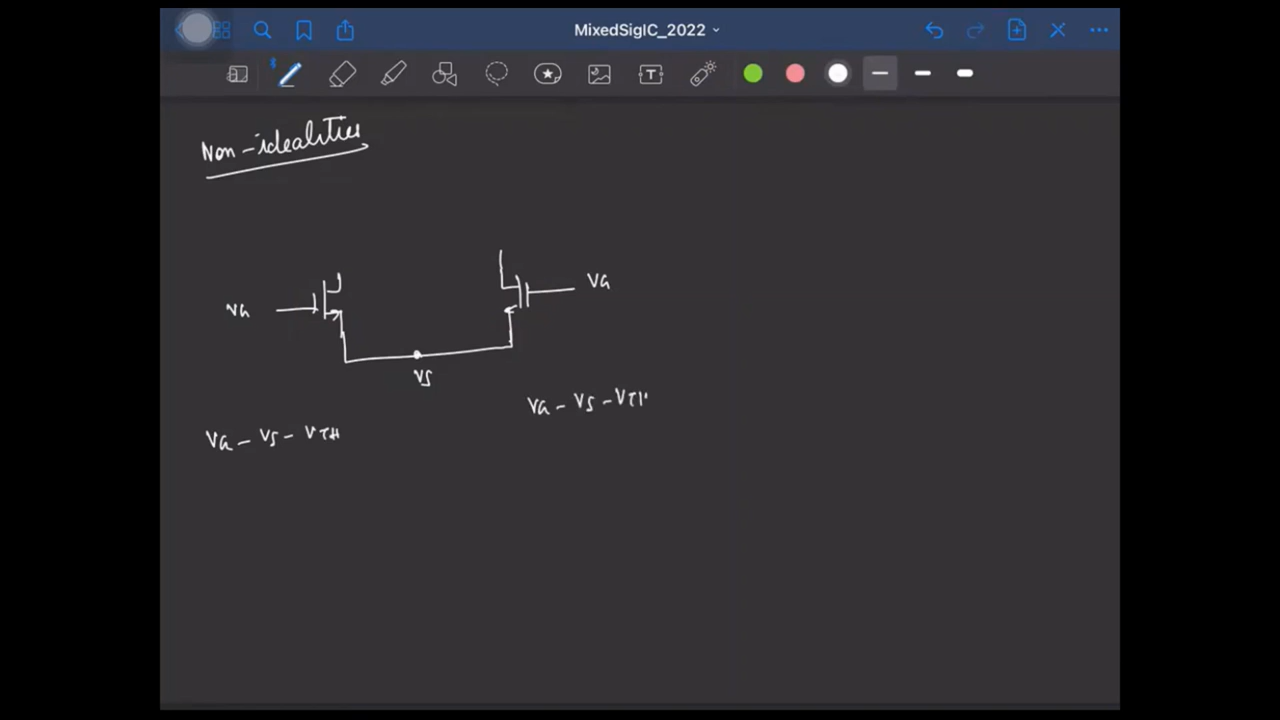 MixedSigIC_2022
Non-idealities
VG
VG
VS
VG - VS - VTH
VG - VS - VTH